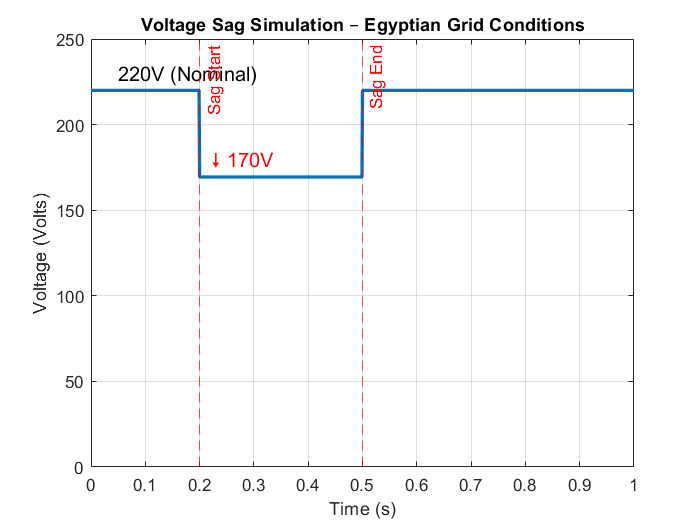 Voltage Sag Simulation – Egyptian Grid Conditions
250
200
150
100
50
0
Voltage (Volts)
220V (Nominal)
Sag Start
Sag End
↓ 170V
0 0.1 0.2 0.3 0.4 0.5 0.6 0.7 0.8 0.9 1
Time (s)